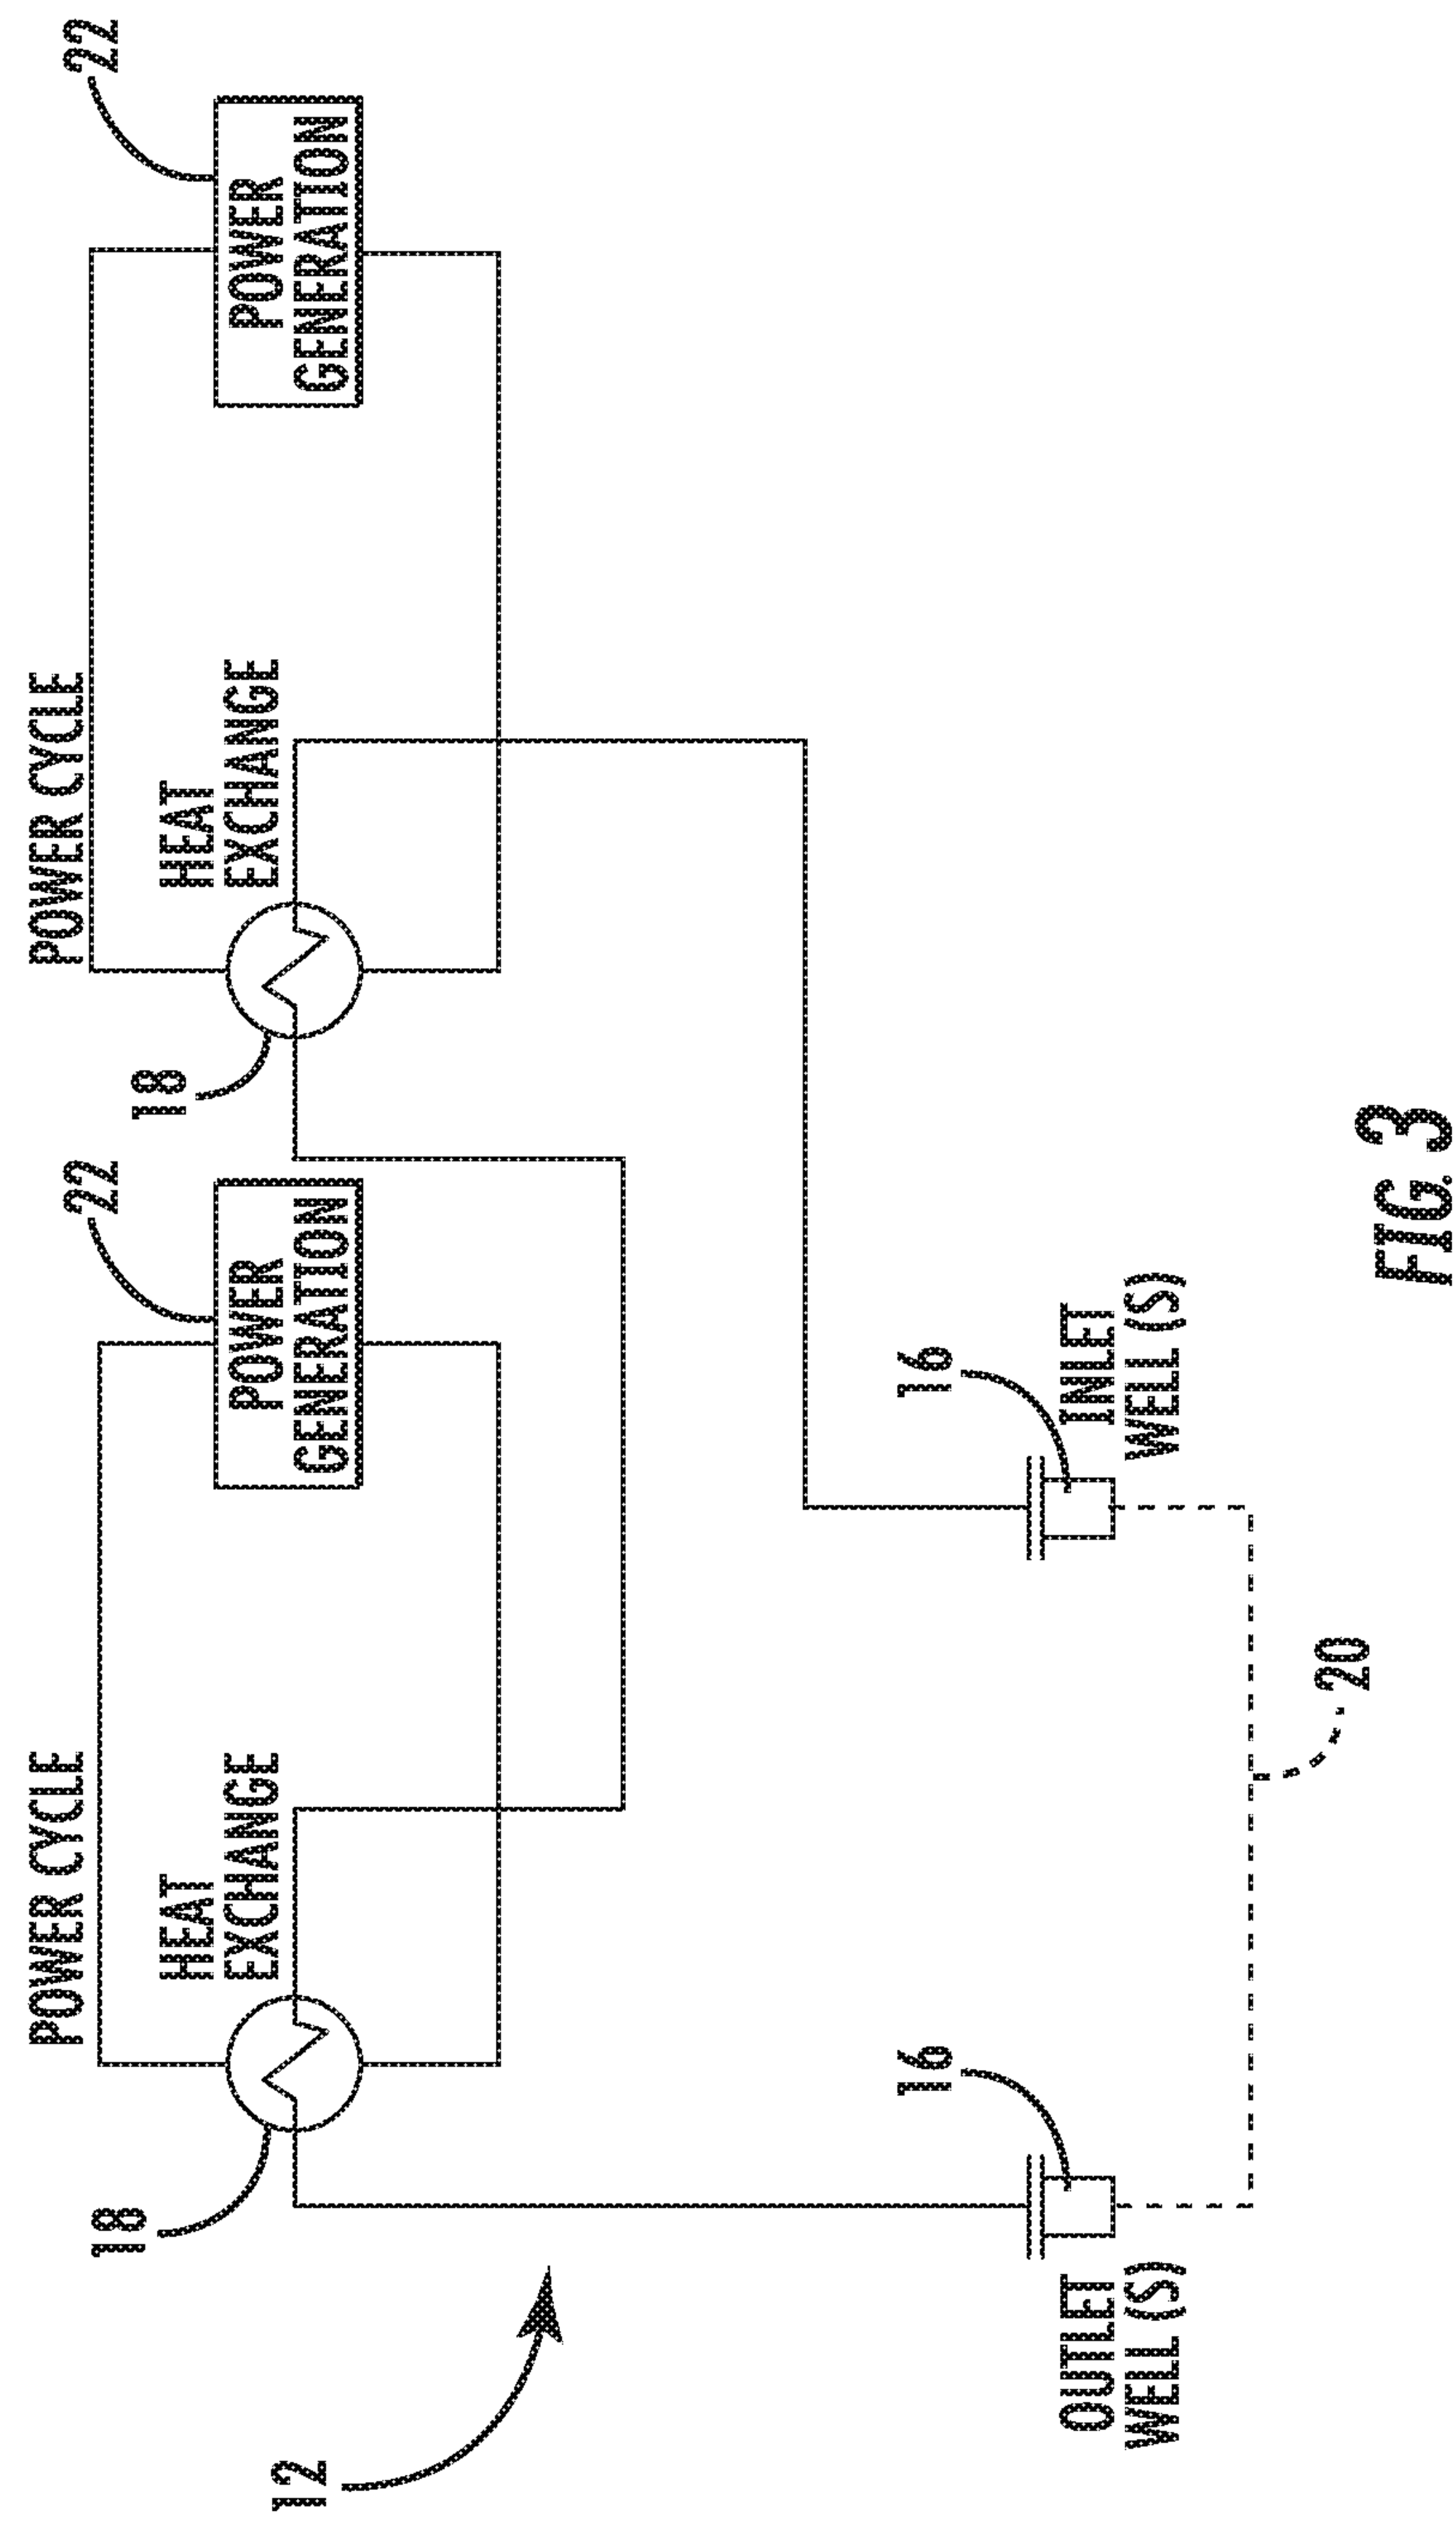 POWER CYCLE
POWER CYCLE
18
HEAT
EXCHANGE
22
POWER
GENERATION
18
HEAT
EXCHANGE
22
POWER
GENERATION
12
16
16
OUTLET
WELL (S)
INLET
WELL (S)
20
FIG. 3